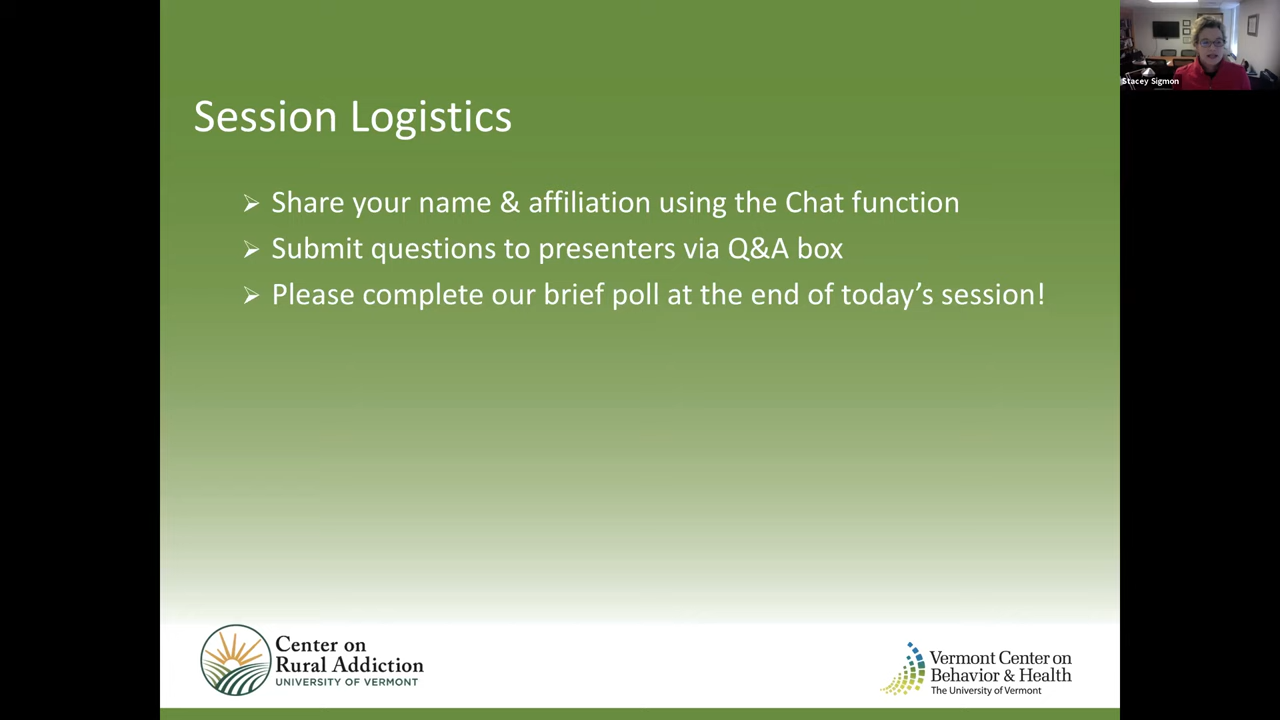 Session Logistics
Share your name & affiliation using the Chat function
Submit questions to presenters via Q&A box
Please complete our brief poll at the end of today’s session!
Stacey Sigmon
Center on
Rural Addiction
UNIVERSITY OF VERMONT
Vermont Center on
Behavior & Health
The University of Vermont